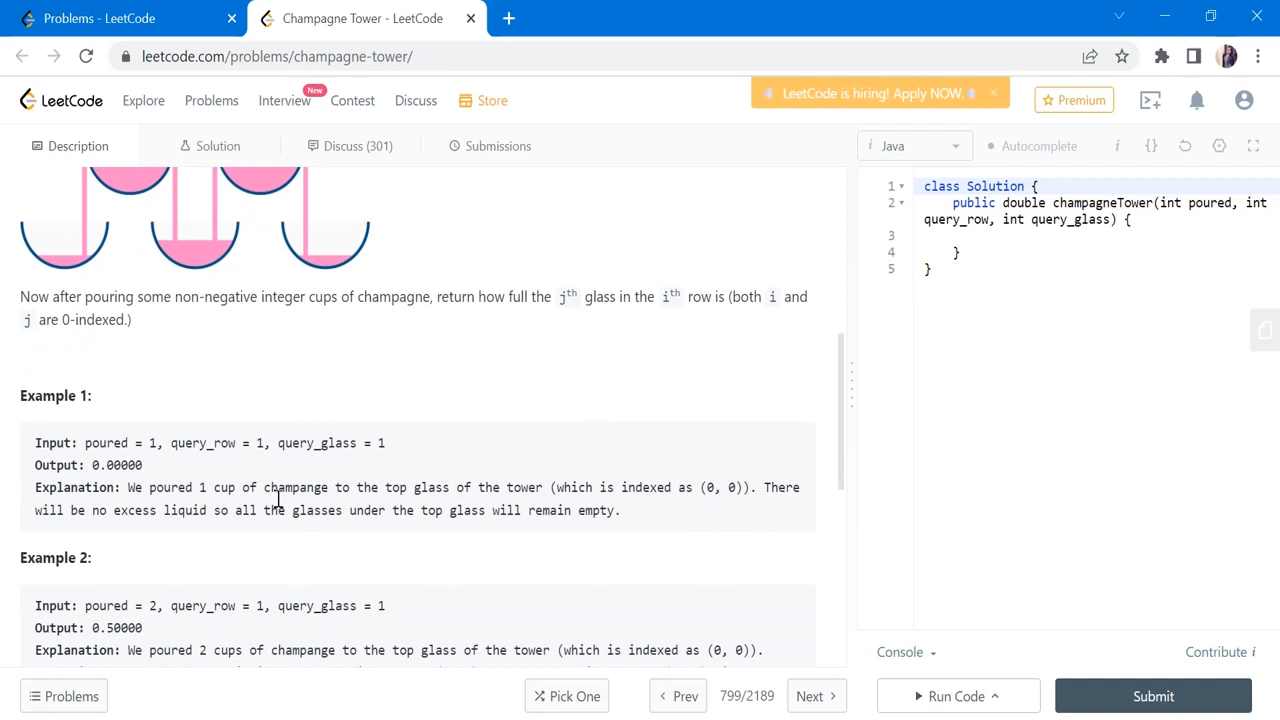 Problems - LeetCode
Champagne Tower - LeetCode
leetcode.com/problems/champagne-tower/
LeetCode
Explore
Problems
Interview
New
Contest
Discuss
Store
LeetCode is hiring! Apply NOW.
Premium
Description
Solution
Discuss (301)
Submissions
i Java
Autocomplete
i
{}
Now after pouring some non-negative integer cups of champagne, return how full the jth glass in the ith row is (both i and
j are 0-indexed.)
Example 1:
Input: poured = 1, query_row = 1, query_glass = 1
Output: 0.00000
Explanation: We poured 1 cup of champange to the top glass of the tower (which is indexed as (0, 0)). There
will be no excess liquid so all the glasses under the top glass will remain empty.
Example 2:
Input: poured = 2, query_row = 1, query_glass = 1
Output: 0.50000
Explanation: We poured 2 cups of champange to the top glass of the tower (which is indexed as (0, 0)).
1 class Solution {
2 public double champagneTower(int poured, int
query_row, int query_glass) {
3
4 }
5 }
Console
Contribute i
Problems
Pick One
Prev
799/2189
Next
Run Code
Submit